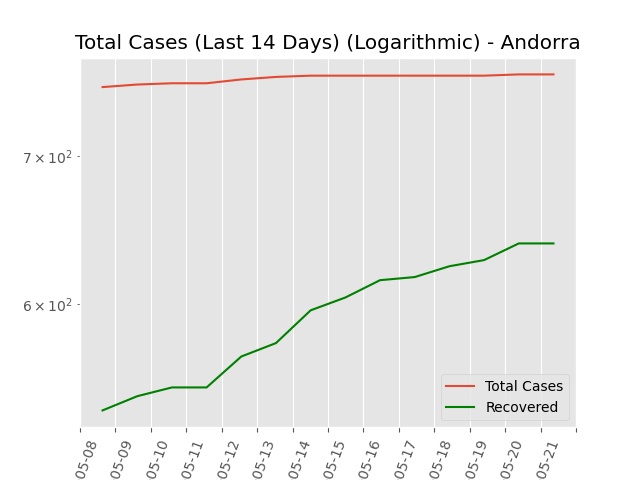 Total Cases (Last 14 Days) (Logarithmic) - Andorra
7 × 10²
6 × 10²
Total Cases
Recovered
05-08
05-09
05-10
05-11
05-12
05-13
05-14
05-15
05-16
05-17
05-18
05-19
05-20
05-21